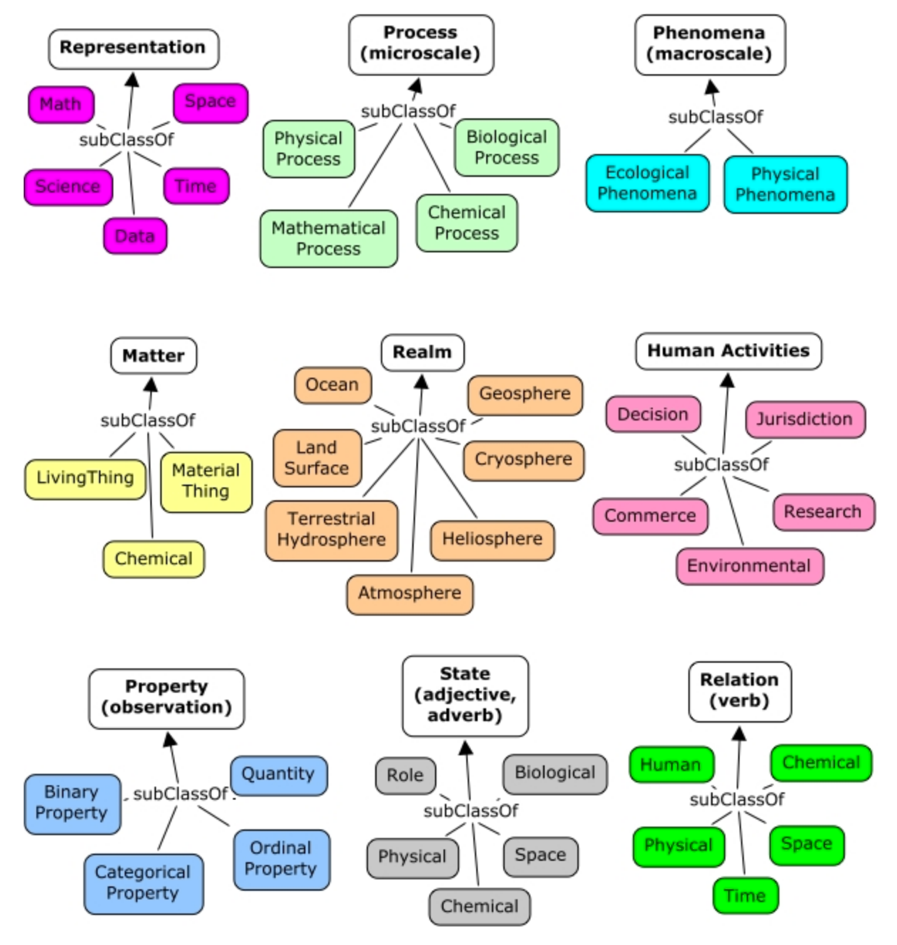 Representation
Math
Space
subClassOf
Science
Time
Data
Process
(microscale)
subClassOf
Physical
Process
Biological
Process
Mathematical
Process
Chemical
Process
Phenomena
(macroscale)
subClassOf
Ecological
Phenomena
Physical
Phenomena
Matter
subClassOf
LivingThing
Material
Thing
Chemical
Realm
Ocean
Geosphere
subClassOf
Land
Surface
Cryosphere
Terrestrial
Hydrosphere
Heliosphere
Atmosphere
Human Activities
Decision
Jurisdiction
subClassOf
Commerce
Research
Environmental
Property
(observation)
Quantity
Binary
Property
subClassOf
Ordinal
Property
Categorical
Property
State
(adjective,
adverb)
Role
Biological
subClassOf
Physical
Space
Chemical
Relation
(verb)
Human
Chemical
subClassOf
Physical
Space
Time